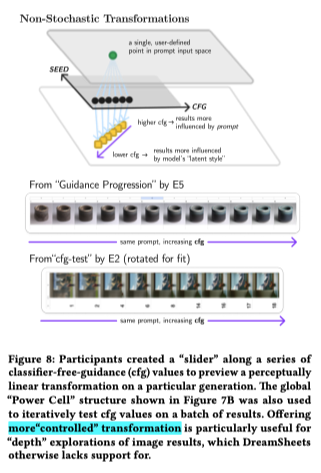 Non-Stochastic Transformations
a single, user-defined
point in prompt input space
SEED
CFG
higher cfg → results more
influenced by prompt
lower cfg → results more influenced
by model's "latent style"
From "Guidance Progression" by E5
same prompt, increasing cfg
From"cfg-test" by E2 (rotated for fit)
same prompt, increasing cfg
Figure 8: Participants created a “slider” along a series of
classifier-free-guidance (cfg) values to preview a perceptually
linear transformation on a particular generation. The global
“Power Cell” structure shown in Figure 7B was also used
to iteratively test cfg values on a batch of results. Offering
more“controlled” transformation is particularly useful for
“depth” explorations of image results, which DreamSheets
otherwise lacks support for.